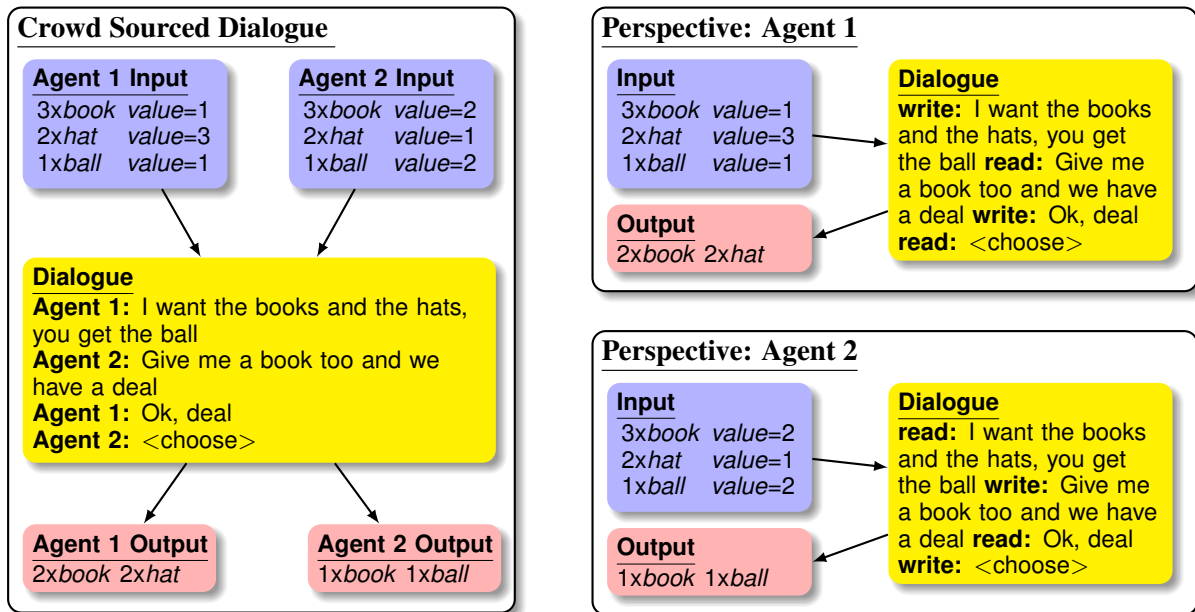 Crowd Sourced Dialogue
Agent 1 Input
3xbook value=1
2xhat value=3
1xball value=1
Agent 2 Input
3xbook value=2
2xhat value=1
1xball value=2
Dialogue
Agent 1: I want the books and the hats,
you get the ball
Agent 2: Give me a book too and we
have a deal
Agent 1: Ok, deal
Agent 2: <choose>
Agent 1 Output
2xbook 2xhat
Agent 2 Output
1xbook 1xball
Perspective: Agent 1
Input
3xbook value=1
2xhat value=3
1xball value=1
Output
2xbook 2xhat
Dialogue
write: I want the books
and the hats, you get
the ball read: Give me
a book too and we have
a deal write: Ok, deal
read: <choose>
Perspective: Agent 2
Input
3xbook value=2
2xhat value=1
1xball value=2
Output
1xbook 1xball
Dialogue
read: I want the books
and the hats, you get
the ball write: Give me
a book too and we have
a deal read: Ok, deal
write: <choose>